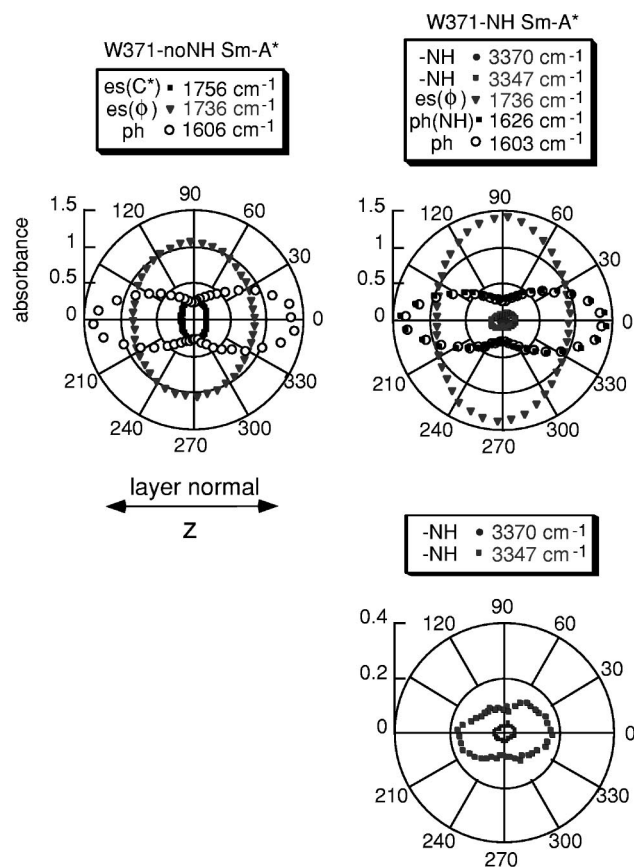 W371-noNH Sm-A*
es(C*) ▪ 1756 cm⁻¹
es(ϕ) ▼ 1736 cm⁻¹
ph ○ 1606 cm⁻¹
absorbance
1.5
1
0.5
0
90
120
60
30
0
210
330
240
300
270
layer normal
z
W371-NH Sm-A*
-NH ● 3370 cm⁻¹
-NH ▪ 3347 cm⁻¹
es(ϕ) ▼ 1736 cm⁻¹
ph(NH) ▪ 1626 cm⁻¹
ph ○ 1603 cm⁻¹
1.5
1
0.5
0
90
120
60
30
0
210
330
240
300
270
-NH ● 3370 cm⁻¹
-NH ▪ 3347 cm⁻¹
0.4
0.2
0
90
120
60
30
0
210
330
240
300
270